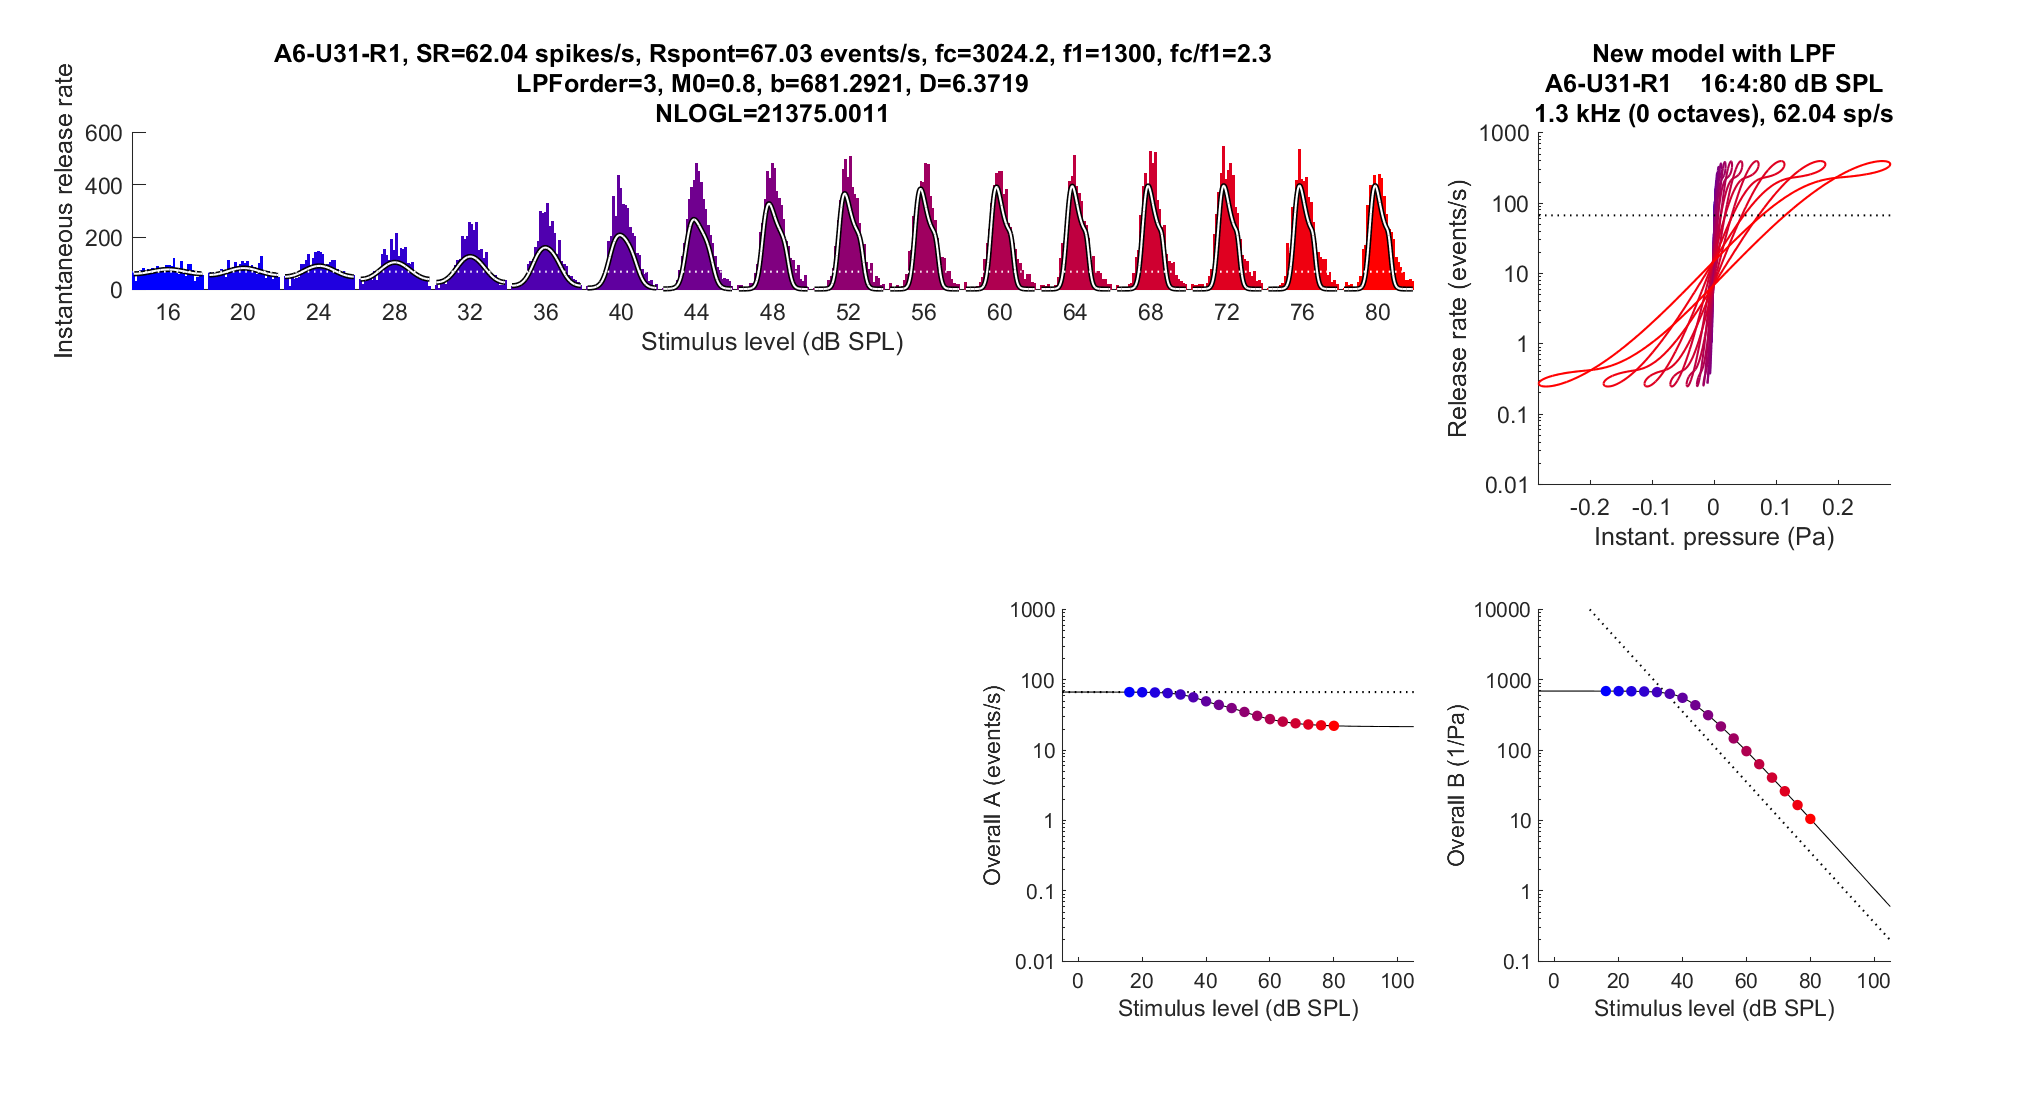 A6-U31-R1, SR=62.04 spikes/s, Rspont=67.03 events/s, fc=3024.2, f1=1300, fc/f1=2.3
LPForder=3, M0=0.8, b=681.2921, D=6.3719
NLOGL=21375.0011
Instantaneous release rate
600
400
200
0
16 20 24 28 32 36 40 44 48 52 56 60 64 68 72 76 80
Stimulus level (dB SPL)
New model with LPF
A6-U31-R1 16:4:80 dB SPL
1.3 kHz (0 octaves), 62.04 sp/s
Release rate (events/s)
1000
100
10
1
0.1
0.01
-0.2 -0.1 0 0.1 0.2
Instant. pressure (Pa)
Overall A (events/s)
1000
100
10
1
0.1
0.01
0 20 40 60 80 100
Stimulus level (dB SPL)
Overall B (1/Pa)
10000
1000
100
10
1
0.1
0 20 40 60 80 100
Stimulus level (dB SPL)